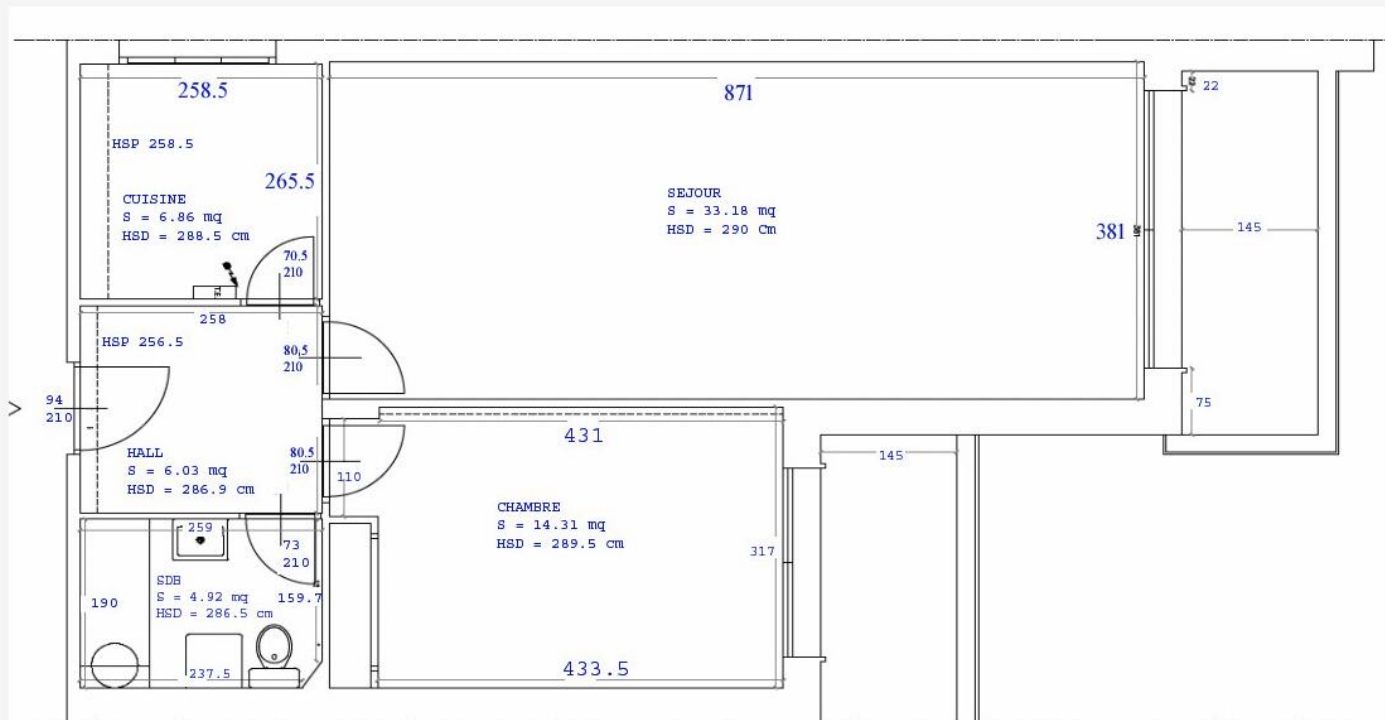 258.5
871
22
HSP 258.5
265.5
CUISINE
S = 6.86 mq
HSD = 288.5 cm
SEJOUR
S = 33.18 mq
HSD = 290 Cm
381
145
70.5
210
258
HSP 256.5
80.5
210
94
210
75
431
145
HALL
S = 6.03 mq
HSD = 286.9 cm
80.5
210
110
CHAMBRE
S = 14.31 mq
HSD = 289.5 cm
317
259
73
210
SDB
S = 4.92 mq
HSD = 286.5 cm
190
159.7
237.5
433.5